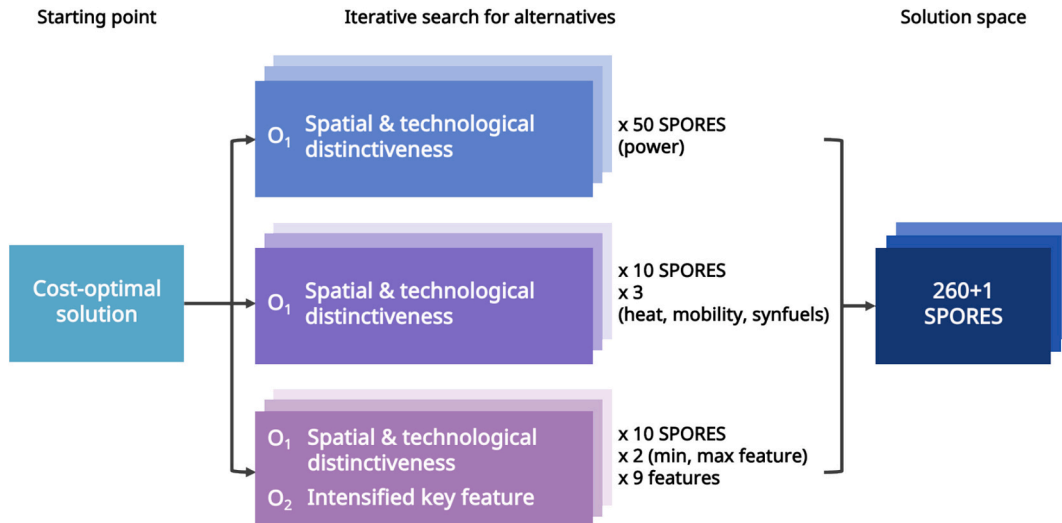 Starting point
Iterative search for alternatives
Solution space
Cost-optimal
solution
O₁ Spatial & technological
distinctiveness
x 50 SPORES
(power)
O₁ Spatial & technological
distinctiveness
x 10 SPORES
x 3
(heat, mobility, synfuels)
O₁ Spatial & technological
distinctiveness
O₂ Intensified key feature
x 10 SPORES
x 2 (min, max feature)
x 9 features
260+1
SPORES